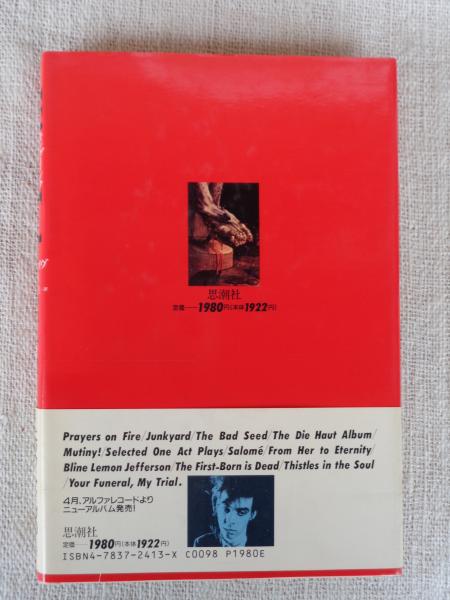 思潮社
定価──1980円(本体1922円)
Prayers on Fire/Junkyard/The Bad Seed/The Die Haut Album/
Mutiny!/Selected One Act Plays/Salomé/From Her to Eternity/
Bline Lemon Jefferson/The First-Born is Dead/Thistles in the Soul
/Your Funeral, My Trial.
4月、アルファレコードより
ニューアルバム発売!
思潮社
定価──1980円(本体1922円)
ISBN4-7837-2413-X C0098 P1980E